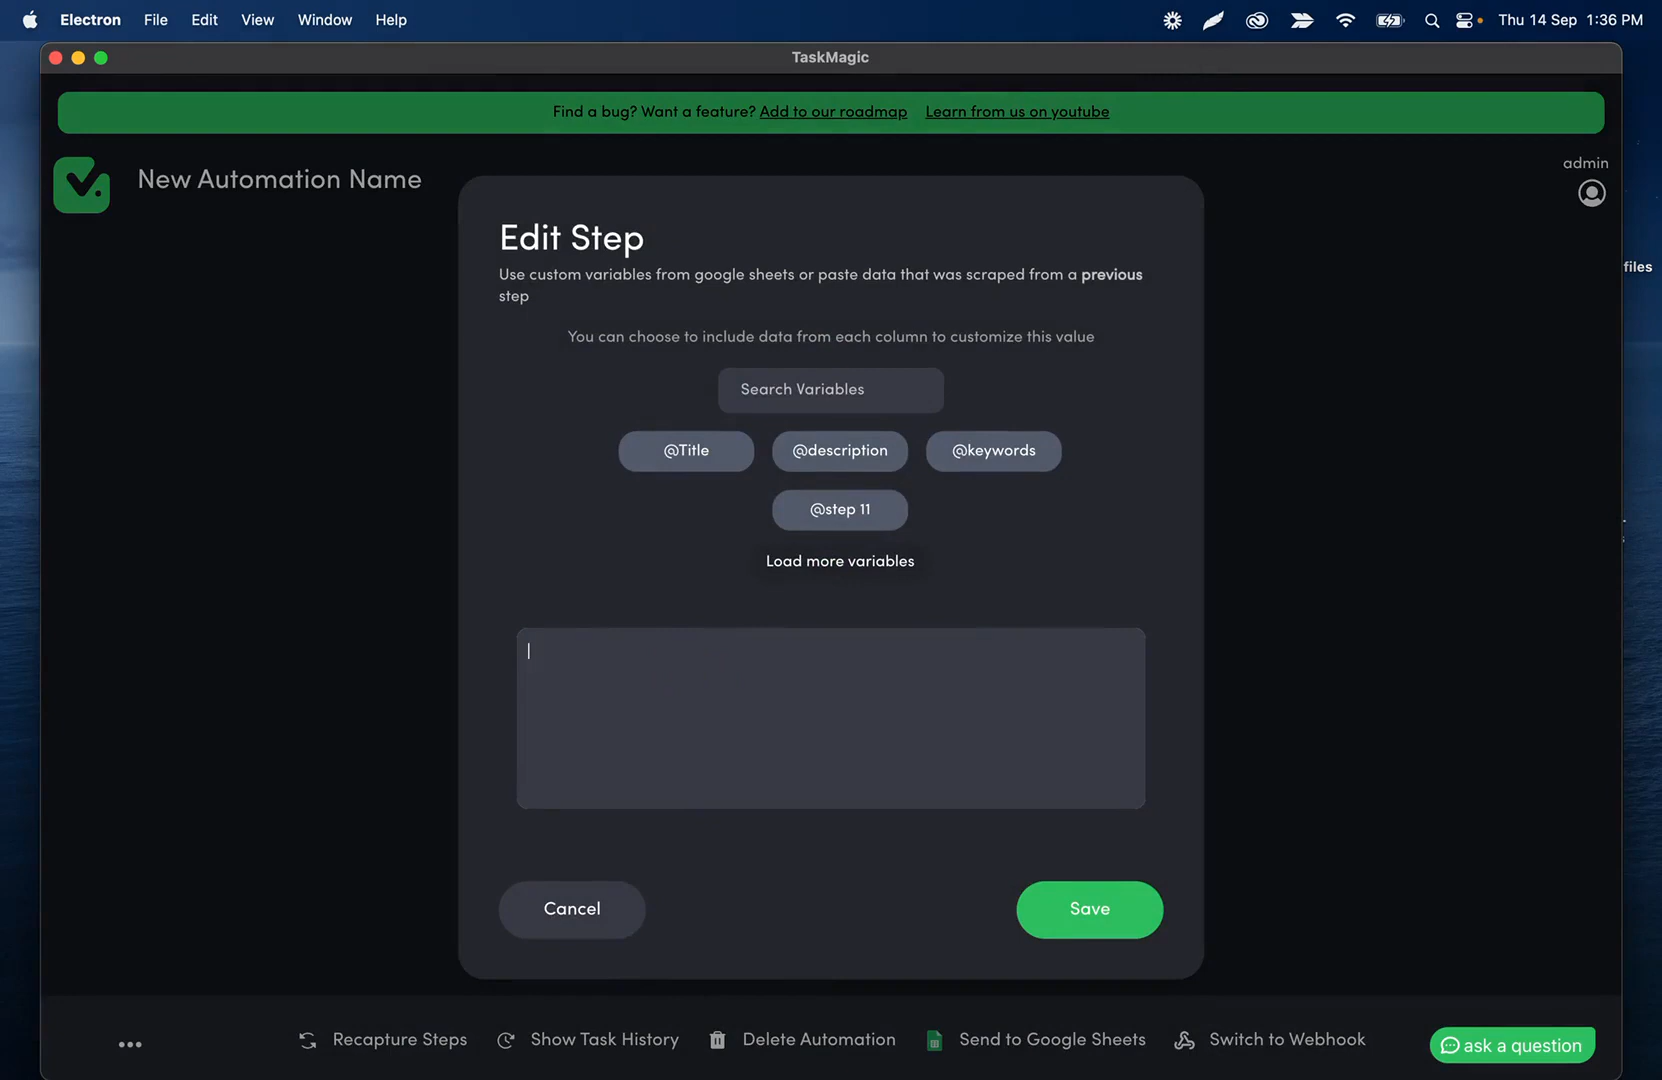 Electron File Edit View Window Help Thu 14 Sep 1:36 PM
TaskMagic
Find a bug? Want a feature? Add to our roadmap Learn from us on youtube
New Automation Name
admin
files
Edit Step
Use custom variables from google sheets or paste data that was scraped from a previous
step
You can choose to include data from each column to customize this value
Search Variables
@Title @description @keywords
@step 11
Load more variables
Cancel Save
Recapture Steps Show Task History Delete Automation Send to Google Sheets Switch to Webhook ask a question